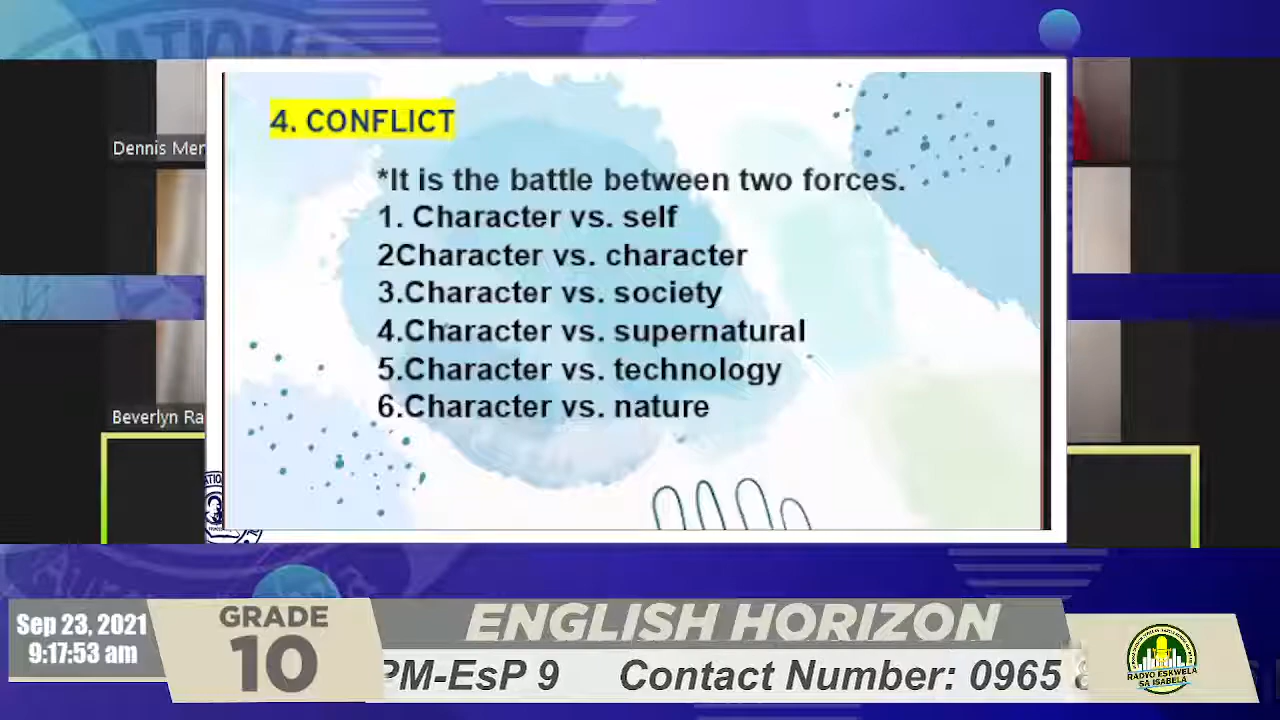 4. CONFLICT
*It is the battle between two forces.
1. Character vs. self
2Character vs. character
3.Character vs. society
4.Character vs. supernatural
5.Character vs. technology
6.Character vs. nature
Dennis Mer
Beverlyn Ra
Sep 23, 2021
9:17:53 am
GRADE
10
ENGLISH HORIZON
PM-EsP 9 Contact Number: 0965
RADYO ESKWELA
SA ISABELA